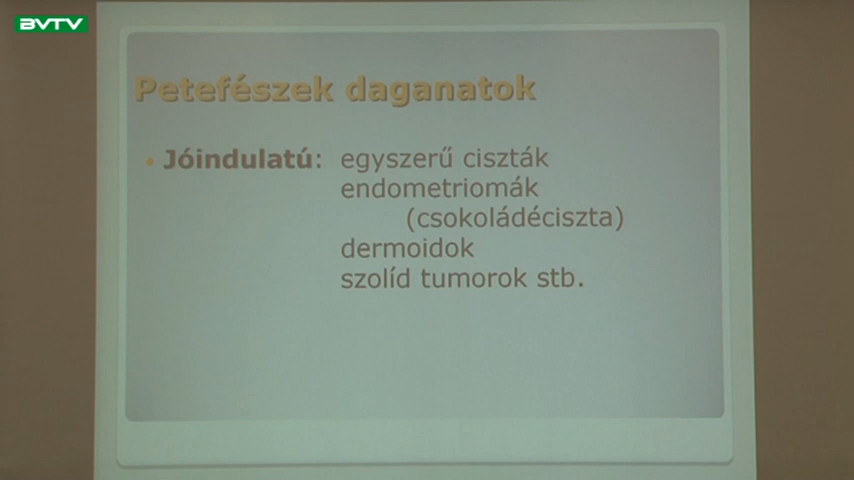 BVTV
Petefészek daganatok
• Jóindulatú: egyszerű ciszták
endometriomák
(csokoládéciszta)
dermoidok
szolíd tumorok stb.